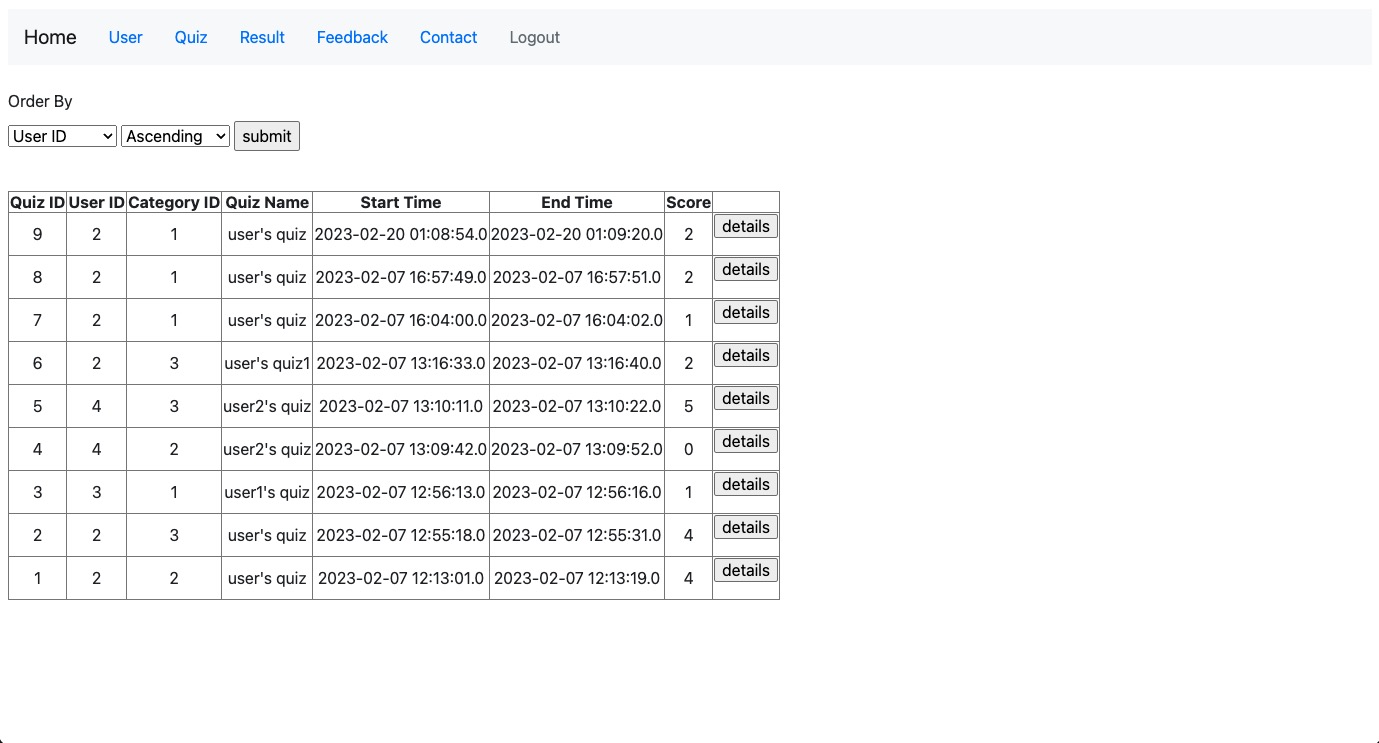 Home User Quiz Result Feedback Contact Logout
Order By
User ID Ascending submit
Quiz ID User ID Category ID Quiz Name Start Time End Time Score
9 2 1 user's quiz 2023-02-20 01:08:54.0 2023-02-20 01:09:20.0 2 details
8 2 1 user's quiz 2023-02-07 16:57:49.0 2023-02-07 16:57:51.0 2 details
7 2 1 user's quiz 2023-02-07 16:04:00.0 2023-02-07 16:04:02.0 1 details
6 2 3 user's quiz1 2023-02-07 13:16:33.0 2023-02-07 13:16:40.0 2 details
5 4 3 user2's quiz 2023-02-07 13:10:11.0 2023-02-07 13:10:22.0 5 details
4 4 2 user2's quiz 2023-02-07 13:09:42.0 2023-02-07 13:09:52.0 0 details
3 3 1 user1's quiz 2023-02-07 12:56:13.0 2023-02-07 12:56:16.0 1 details
2 2 3 user's quiz 2023-02-07 12:55:18.0 2023-02-07 12:55:31.0 4 details
1 2 2 user's quiz 2023-02-07 12:13:01.0 2023-02-07 12:13:19.0 4 details